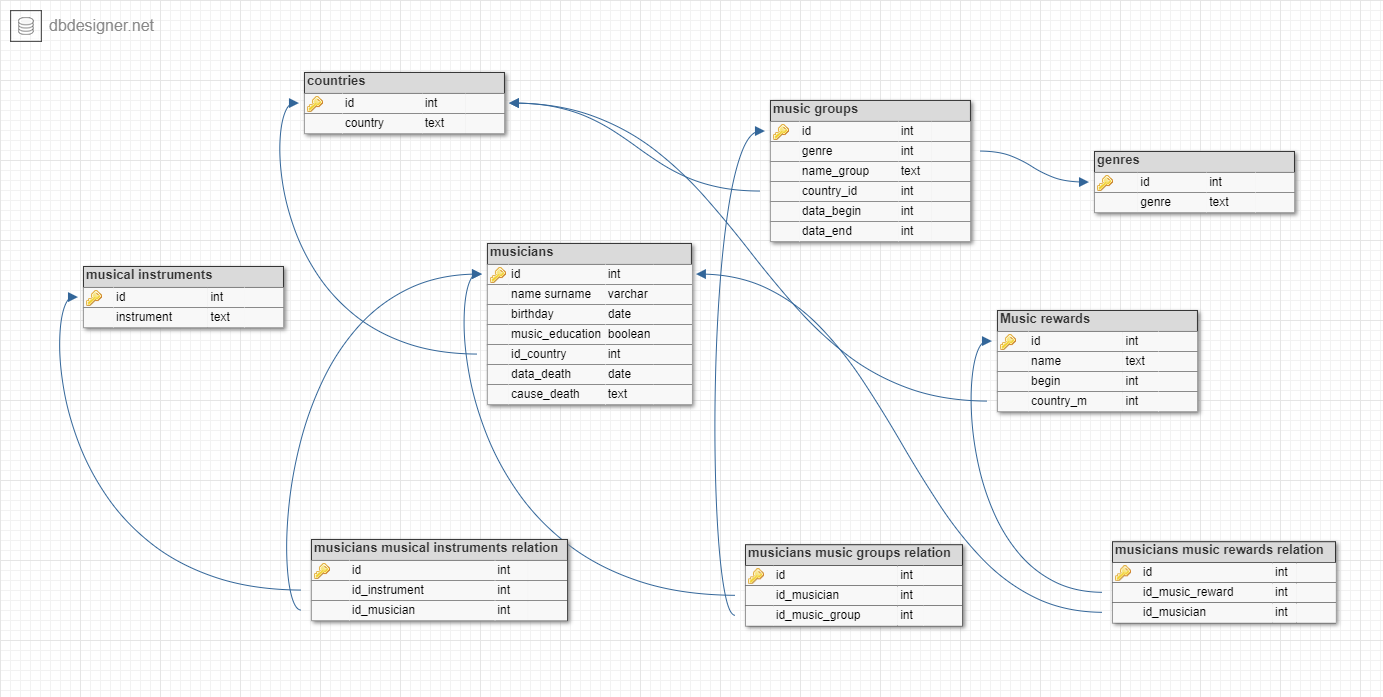 dbdesigner.net
countries
id int
country text
music groups
id int
genre int
name_group text
country_id int
data_begin int
data_end int
genres
id int
genre text
musical instruments
id int
instrument text
musicians
id int
name surname varchar
birthday date
music_education boolean
id_country int
data_death date
cause_death text
Music rewards
id int
name text
begin int
country_m int
musicians musical instruments relation
id int
id_instrument int
id_musician int
musicians music groups relation
id int
id_musician int
id_music_group int
musicians music rewards relation
id int
id_music_reward int
id_musician int